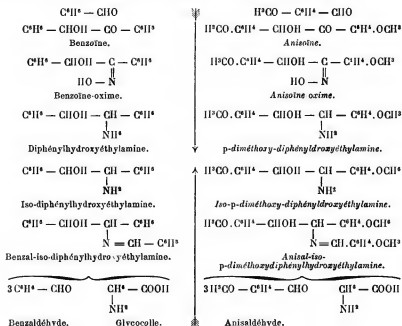 C⁶H⁵ — CHO
C⁶H⁵ — CHOH — CO — C⁶H⁵
Benzoïne.
C⁶H⁵ — CHOH — C — C⁶H⁵
HO — N
Benzoïne-oxime.
C⁶H⁵ — CHOH — CH — C⁶H⁵
NH²
Diphénylhydroxyéthylamine.
C⁶H⁵ — CHOH — CH — C⁶H⁵
NH²
Iso-diphénylhydroxyéthylamine.
C⁶H⁵ — CHOH — CH — C⁶H⁵
N = CH — C⁶H⁵
Benzal-iso-diphénylhydroxyéthylamine.
3 C⁶H⁵ — CHO CH² — COOH
NH²
Benzaldéhyde. Glycocolle.
H³CO — C⁶H⁴ — CHO
H³CO.C⁶H⁴ — CHOH — CO — C⁶H⁴.OCH³
Anisoïne.
H³CO.C⁶H⁴ — CHOH — C — C⁶H⁴.OCH³
HO — N
Anisoïne oxime.
H³CO.C⁶H⁴ — CHOH — CH — C⁶H⁴.OCH³
NH²
p-diméthoxy-diphényldroxyéthylamine.
H³CO.C⁶H⁴ — CHOH — CH — C⁶H⁴.OCH³
NH²
Iso-p-diméthoxy-diphényldroxyéthylamine.
H³CO.C⁶H⁴ — CHOH — CH — C⁶H⁴.OCH³
N = CH.C⁶H⁴.OCH³
Anisal-iso-
p-diméthoxydiphénylhydroxyéthylamine.
3 H³CO — C⁶H⁴ — CHO CH² — COOH
NH²
Anisaldéhyde.